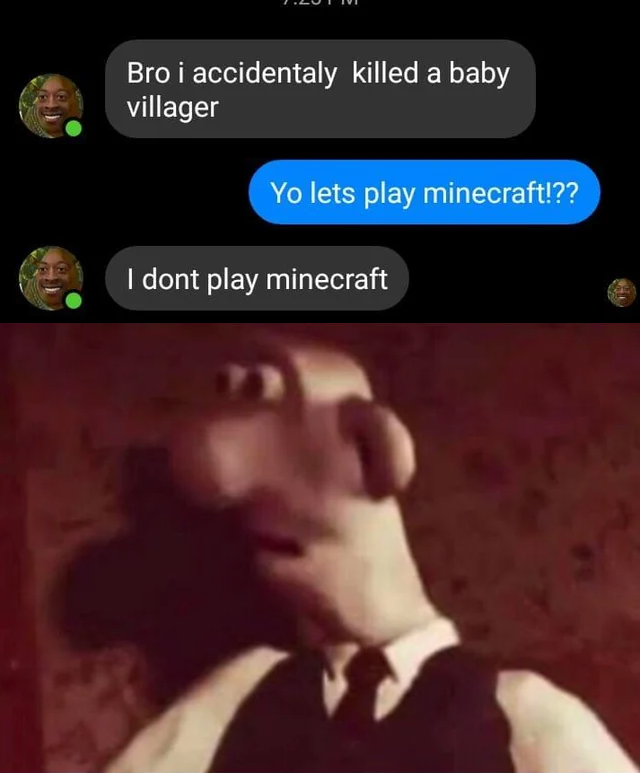 Bro i accidentaly killed a baby
villager
Yo lets play minecraft!??
I dont play minecraft